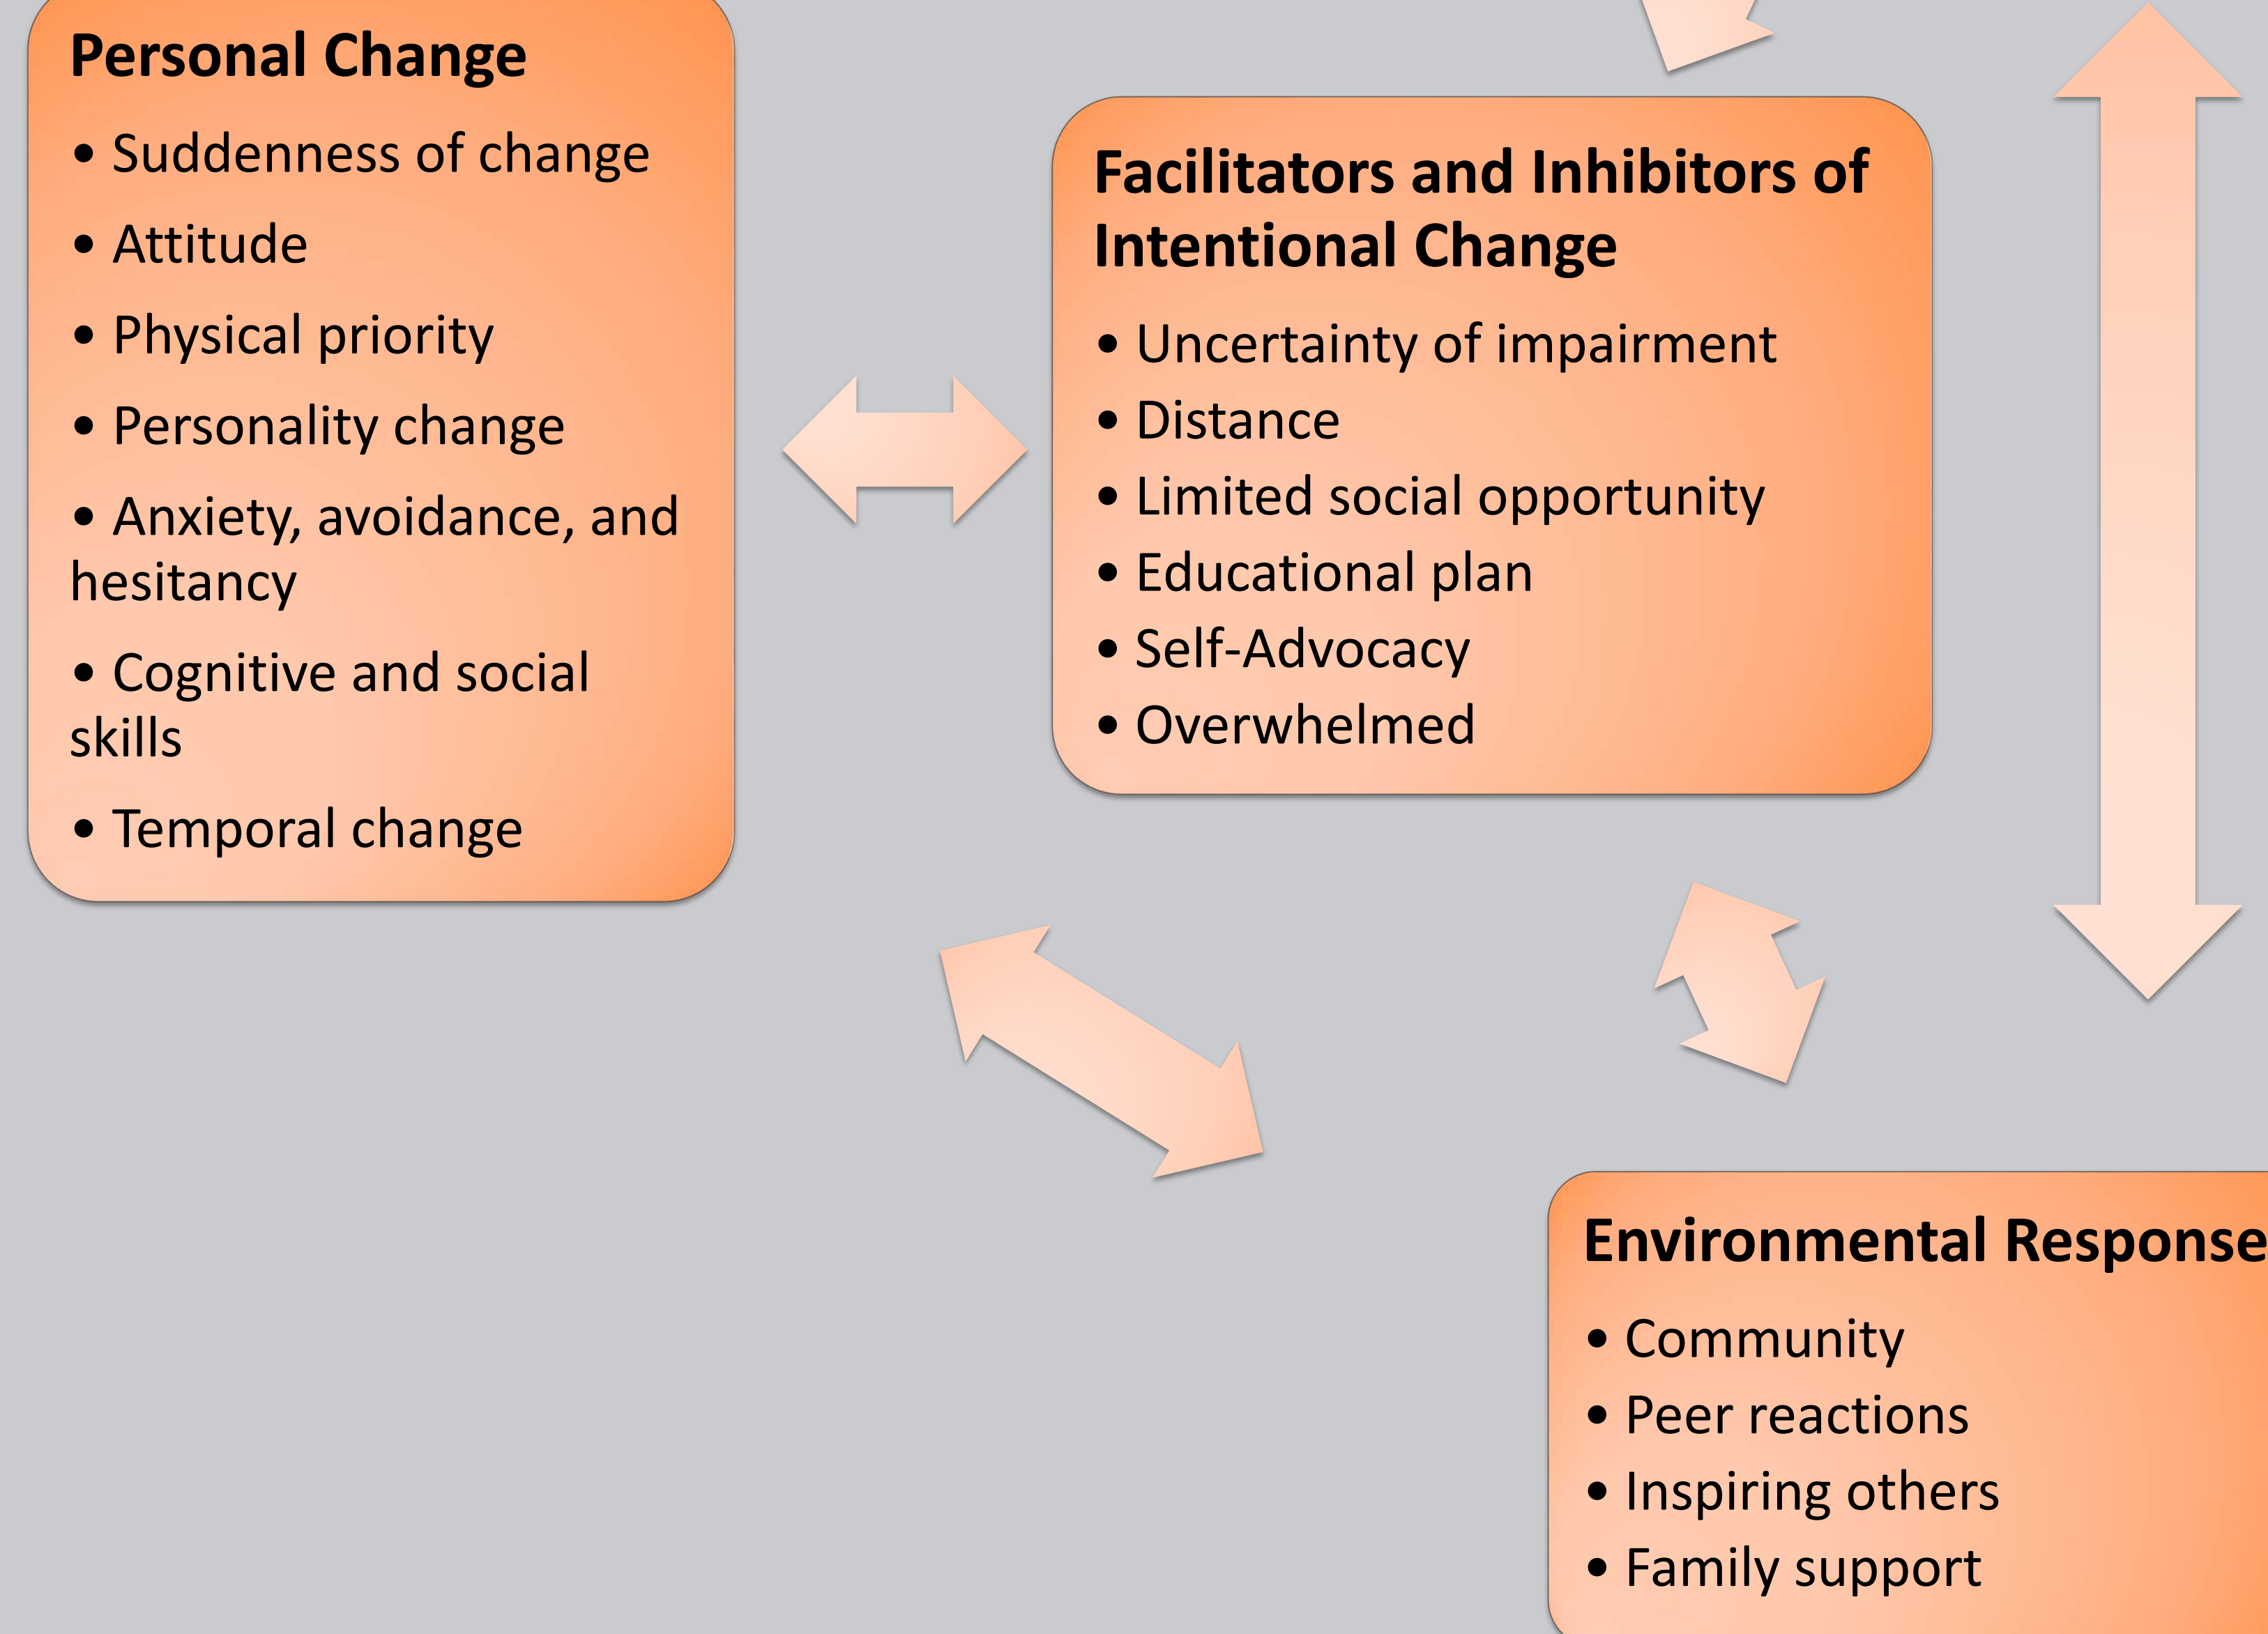 Personal Change
• Suddenness of change
• Attitude
• Physical priority
• Personality change
• Anxiety, avoidance, and
hesitancy
• Cognitive and social
skills
• Temporal change
Facilitators and Inhibitors of
Intentional Change
• Uncertainty of impairment
• Distance
• Limited social opportunity
• Educational plan
• Self-Advocacy
• Overwhelmed
Environmental Response
• Community
• Peer reactions
• Inspiring others
• Family support